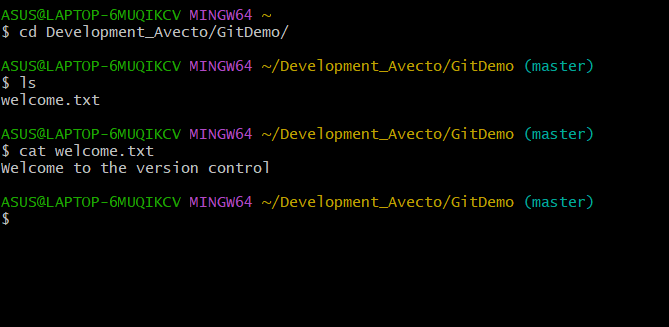 ASUS@LAPTOP-6MUQIKCV MINGW64 ~
$ cd Development_Avecto/GitDemo/
ASUS@LAPTOP-6MUQIKCV MINGW64 ~/Development_Avecto/GitDemo (master)
$ ls
welcome.txt
ASUS@LAPTOP-6MUQIKCV MINGW64 ~/Development_Avecto/GitDemo (master)
$ cat welcome.txt
Welcome to the version control
ASUS@LAPTOP-6MUQIKCV MINGW64 ~/Development_Avecto/GitDemo (master)
$